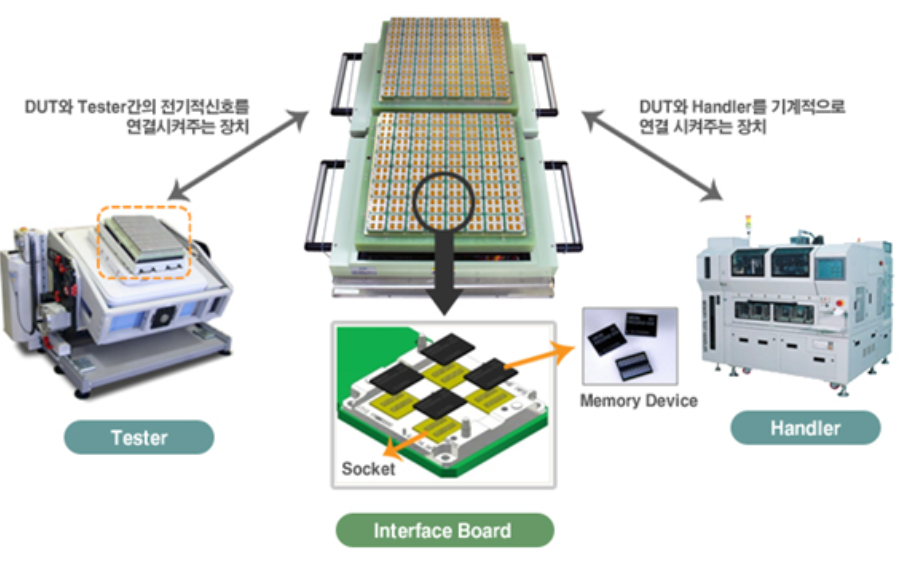 DUT와 Tester간의 전기적신호를
연결시켜주는 장치
DUT와 Handler를 기계적으로
연결 시켜주는 장치
Memory Device
Socket
Tester
Handler
Interface Board